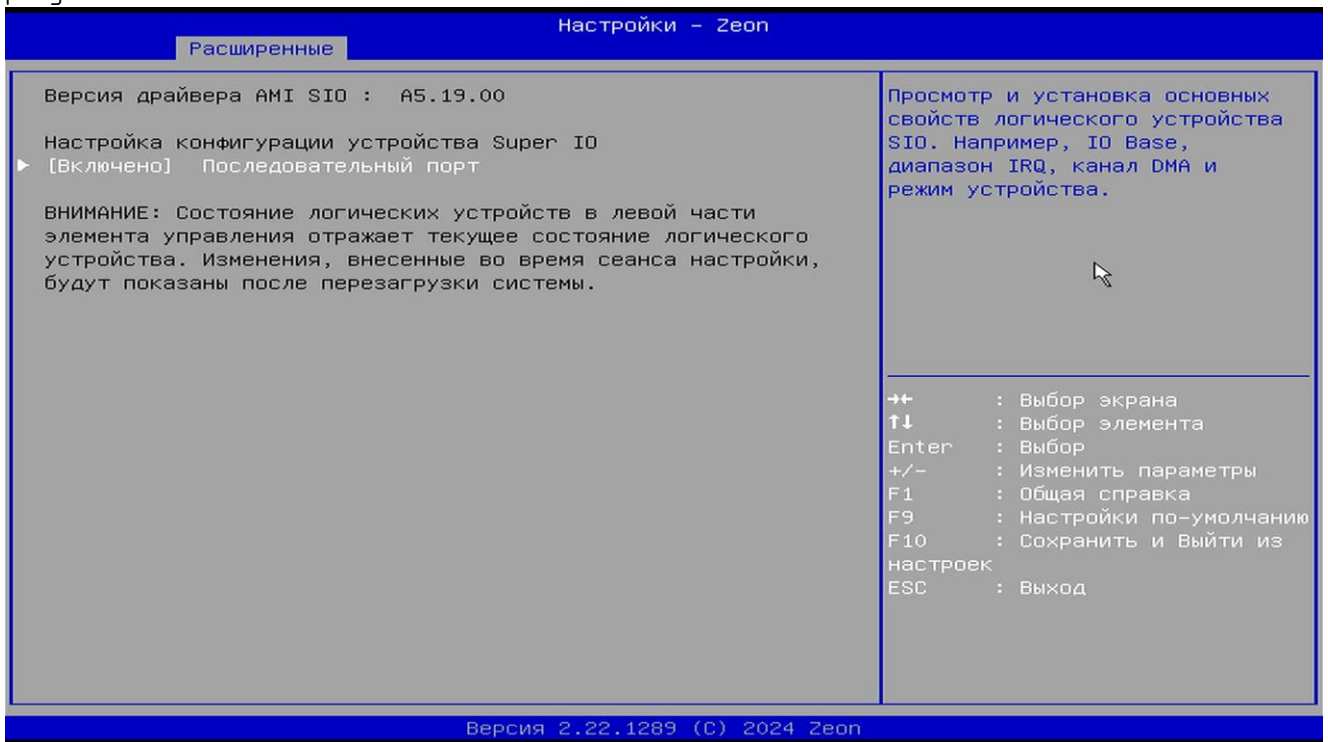 Настройки – Zeon
Расширенные
Версия драйвера AMI SIO : A5.19.00
Настройка конфигурации устройства Super IO
► [Включено] Последовательный порт
ВНИМАНИЕ: Состояние логических устройств в левой части
элемента управления отражает текущее состояние логического
устройства. Изменения, внесенные во время сеанса настройки,
будут показаны после перезагрузки системы.
Просмотр и установка основных
свойств логического устройства
SIO. Например, IO Base,
диапазон IRQ, канал DMA и
режим устройства.
→← : Выбор экрана
↑↓ : Выбор элемента
Enter : Выбор
+/- : Изменить параметры
F1 : Общая справка
F9 : Настройки по-умолчанию
F10 : Сохранить и Выйти из
настроек
ESC : Выход
Версия 2.22.1289 (C) 2024 Zeon